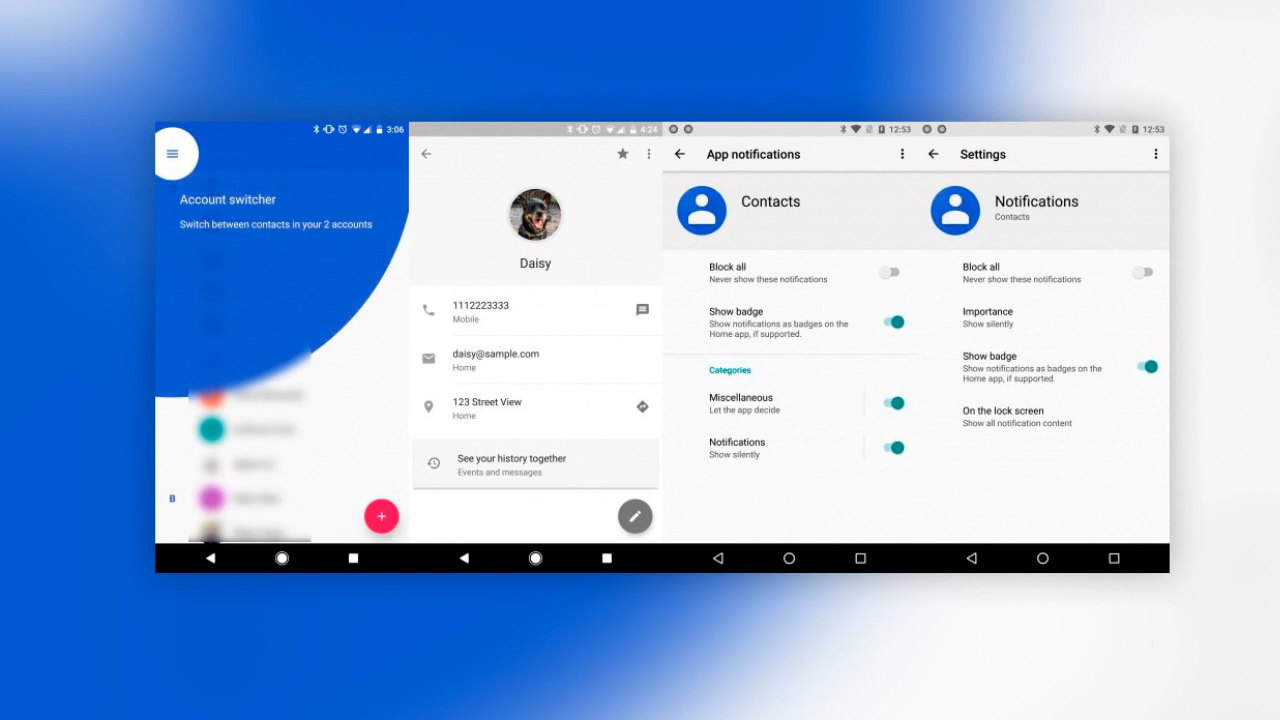 3:06
Account switcher
Switch between contacts in your 2 accounts
B
4:24
Daisy
1112223333
Mobile
daisy@sample.com
Home
123 Street View
Home
See your history together
Events and messages
12:53
App notifications
Contacts
Block all
Never show these notifications
Show badge
Show notifications as badges on the
Home app, if supported.
Categories
Miscellaneous
Let the app decide
Notifications
Show silently
12:53
Settings
Notifications
Contacts
Block all
Never show these notifications
Importance
Show silently
Show badge
Show notifications as badges on the
Home app, if supported.
On the lock screen
Show all notification content